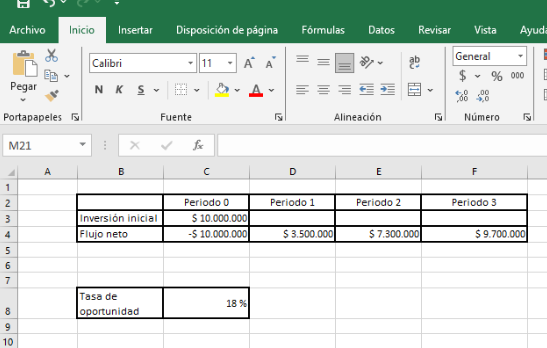 Archivo Inicio Insertar Disposición de página Fórmulas Datos Revisar Vista Ayuda
Calibri 11 A A ab General
Pegar N K S A $ % 000
,00 ,00
Portapapeles Fuente Alineación Número
M21 fx
A B C D E F
1
2 Periodo 0 Periodo 1 Periodo 2 Periodo 3
3 Inversión inicial $ 10.000.000
4 Flujo neto -$ 10.000.000 $ 3.500.000 $ 7.300.000 $ 9.700.000
5
6
7
Tasa de
8 oportunidad 18 %
9
10